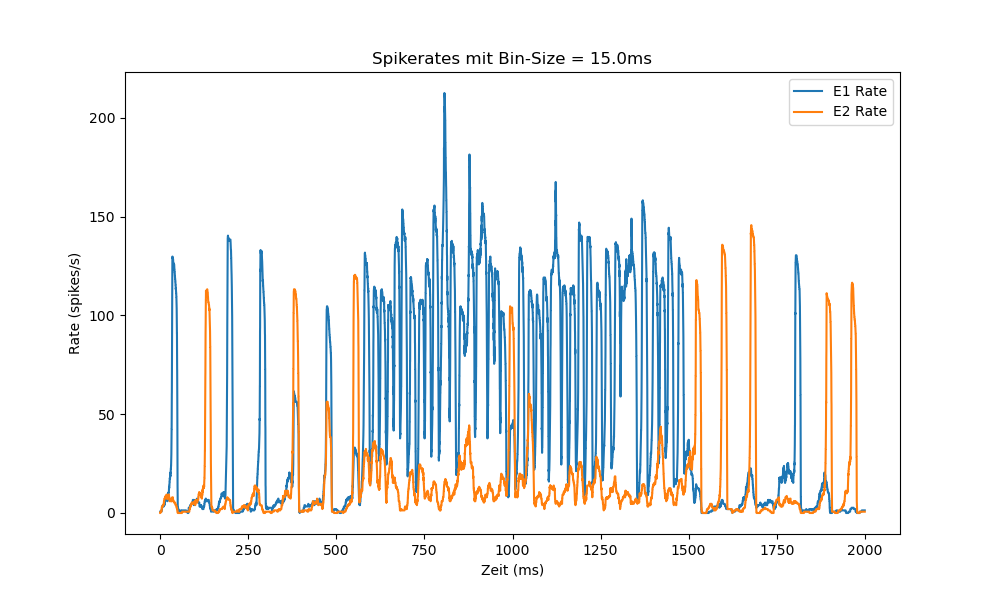 Spikerates mit Bin-Size = 15.0ms
E1 Rate
E2 Rate
Rate (spikes/s)
200
150
100
50
0
0 250 500 750 1000 1250 1500 1750 2000
Zeit (ms)